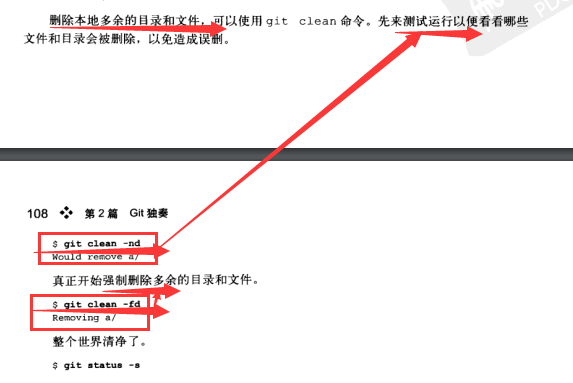 删除本地多余的目录和文件，可以使用 git clean 命令。先来测试运行以便看看哪些
文件和目录会被删除，以免造成误删。
108 ❖ 第 2 篇 Git 独奏
$ git clean -nd
Would remove a/
真正开始强制删除多余的目录和文件。
$ git clean -fd
Removing a/
整个世界清净了。
$ git status -s